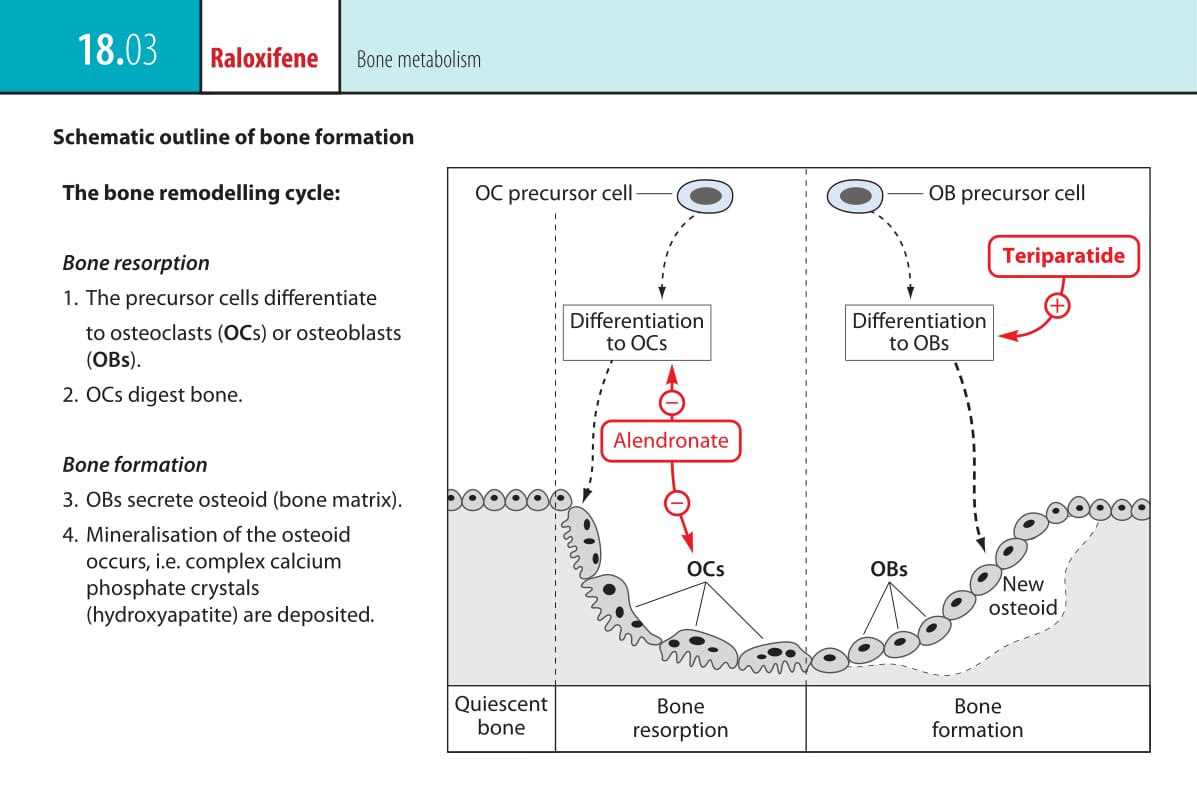 18.03
Raloxifene
Bone metabolism
Schematic outline of bone formation
The bone remodelling cycle:
Bone resorption
1. The precursor cells differentiate
to osteoclasts (OCs) or osteoblasts
(OBs).
2. OCs digest bone.
Bone formation
3. OBs secrete osteoid (bone matrix).
4. Mineralisation of the osteoid
occurs, i.e. complex calcium
phosphate crystals
(hydroxyapatite) are deposited.
OC precursor cell
OB precursor cell
Teriparatide
+
Differentiation
to OCs
Differentiation
to OBs
−
Alendronate
−
OCs
OBs
New
osteoid
Quiescent
bone
Bone
resorption
Bone
formation